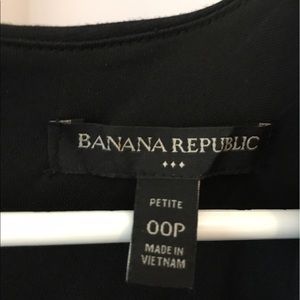 BANANA REPUBLIC
PETITE
00P
MADE IN
VIETNAM